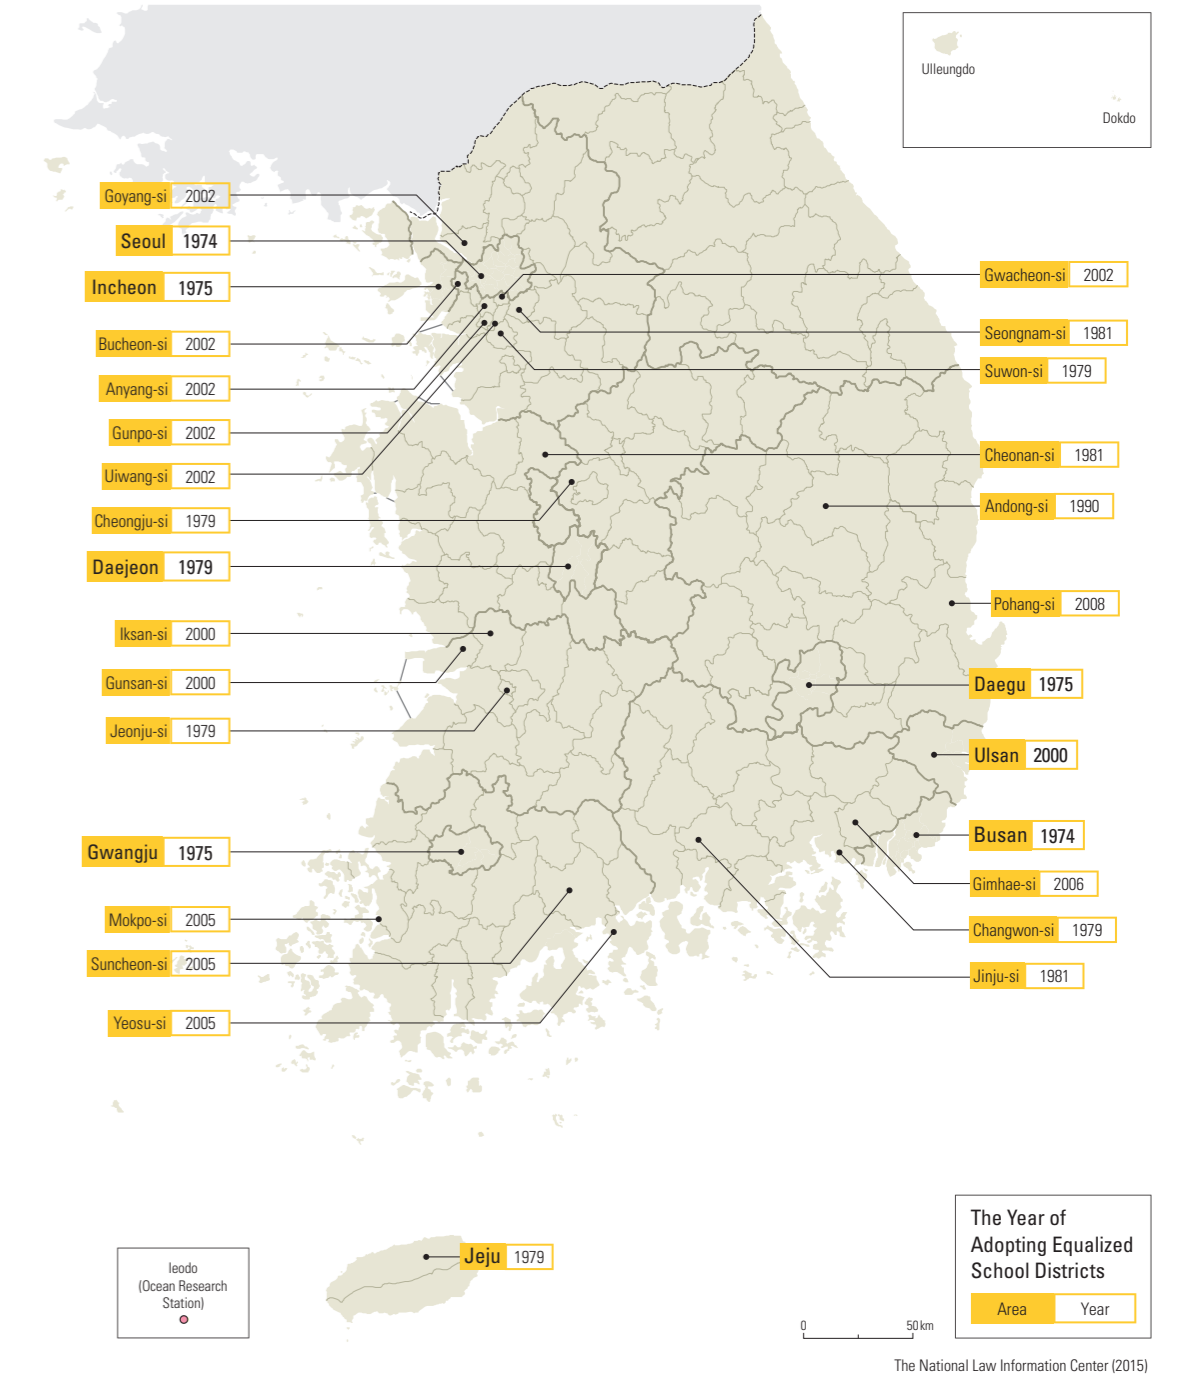 Ulleungdo
Dokdo
Goyang-si 2002
Seoul 1974
Incheon 1975
Bucheon-si 2002
Anyang-si 2002
Gunpo-si 2002
Uiwang-si 2002
Cheongju-si 1979
Daejeon 1979
Iksan-si 2000
Gunsan-si 2000
Jeonju-si 1979
Gwangju 1975
Mokpo-si 2005
Suncheon-si 2005
Yeosu-si 2005
Gwacheon-si 2002
Seongnam-si 1981
Suwon-si 1979
Cheonan-si 1981
Andong-si 1990
Pohang-si 2008
Daegu 1975
Ulsan 2000
Busan 1974
Gimhae-si 2006
Changwon-si 1979
Jinju-si 1981
Jeju 1979
Ieodo
(Ocean Research
Station)
The Year of
Adopting Equalized
School Districts
Area Year
0 50 km
The National Law Information Center (2015)